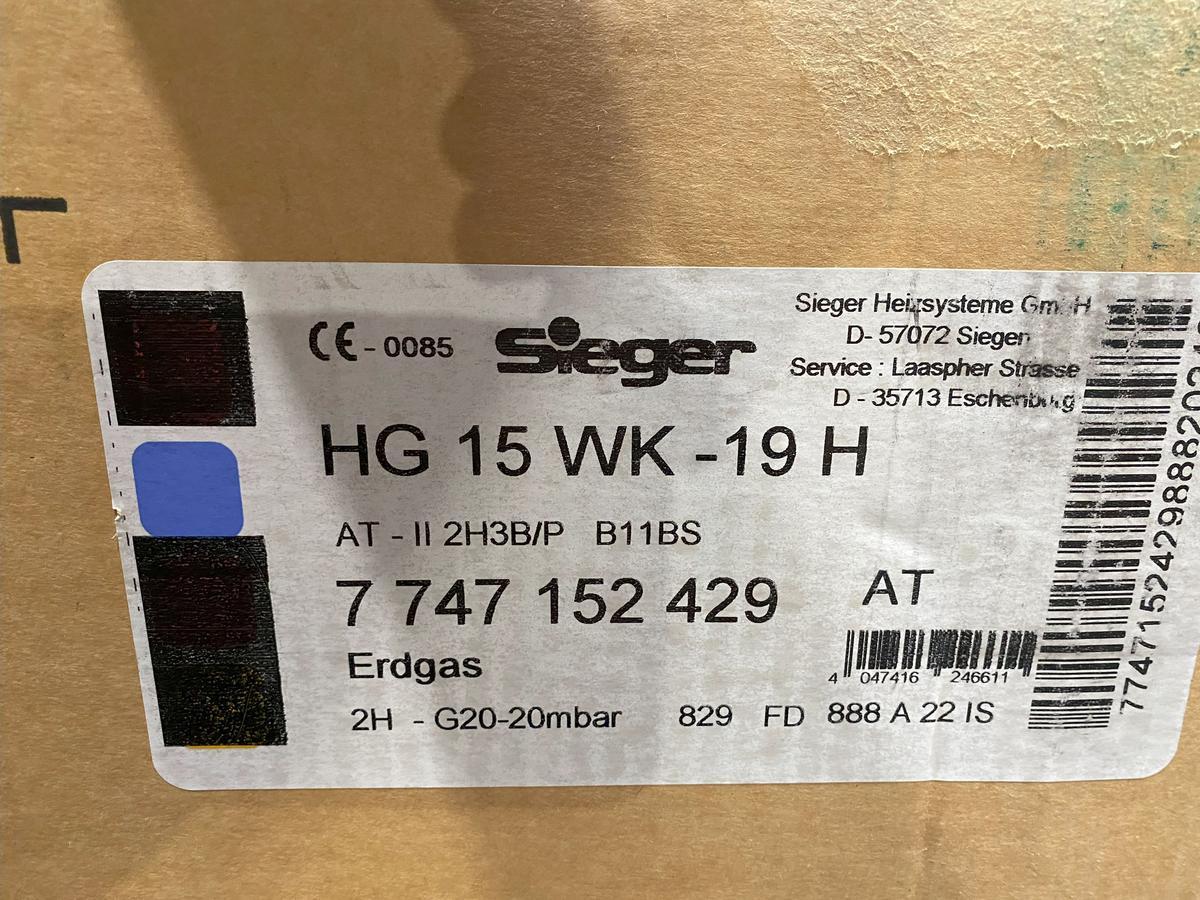 CE - 0085
Sieger
Sieger Heizsysteme GmbH
D- 57072 Siegen
Service : Laaspher Strasse
D - 35713 Eschenburg
HG 15 WK -19 H
AT - II 2H3B/P B11BS
7 747 152 429 AT
Erdgas
4 047416 246611
2H - G20-20mbar 829 FD 888 A 22 IS